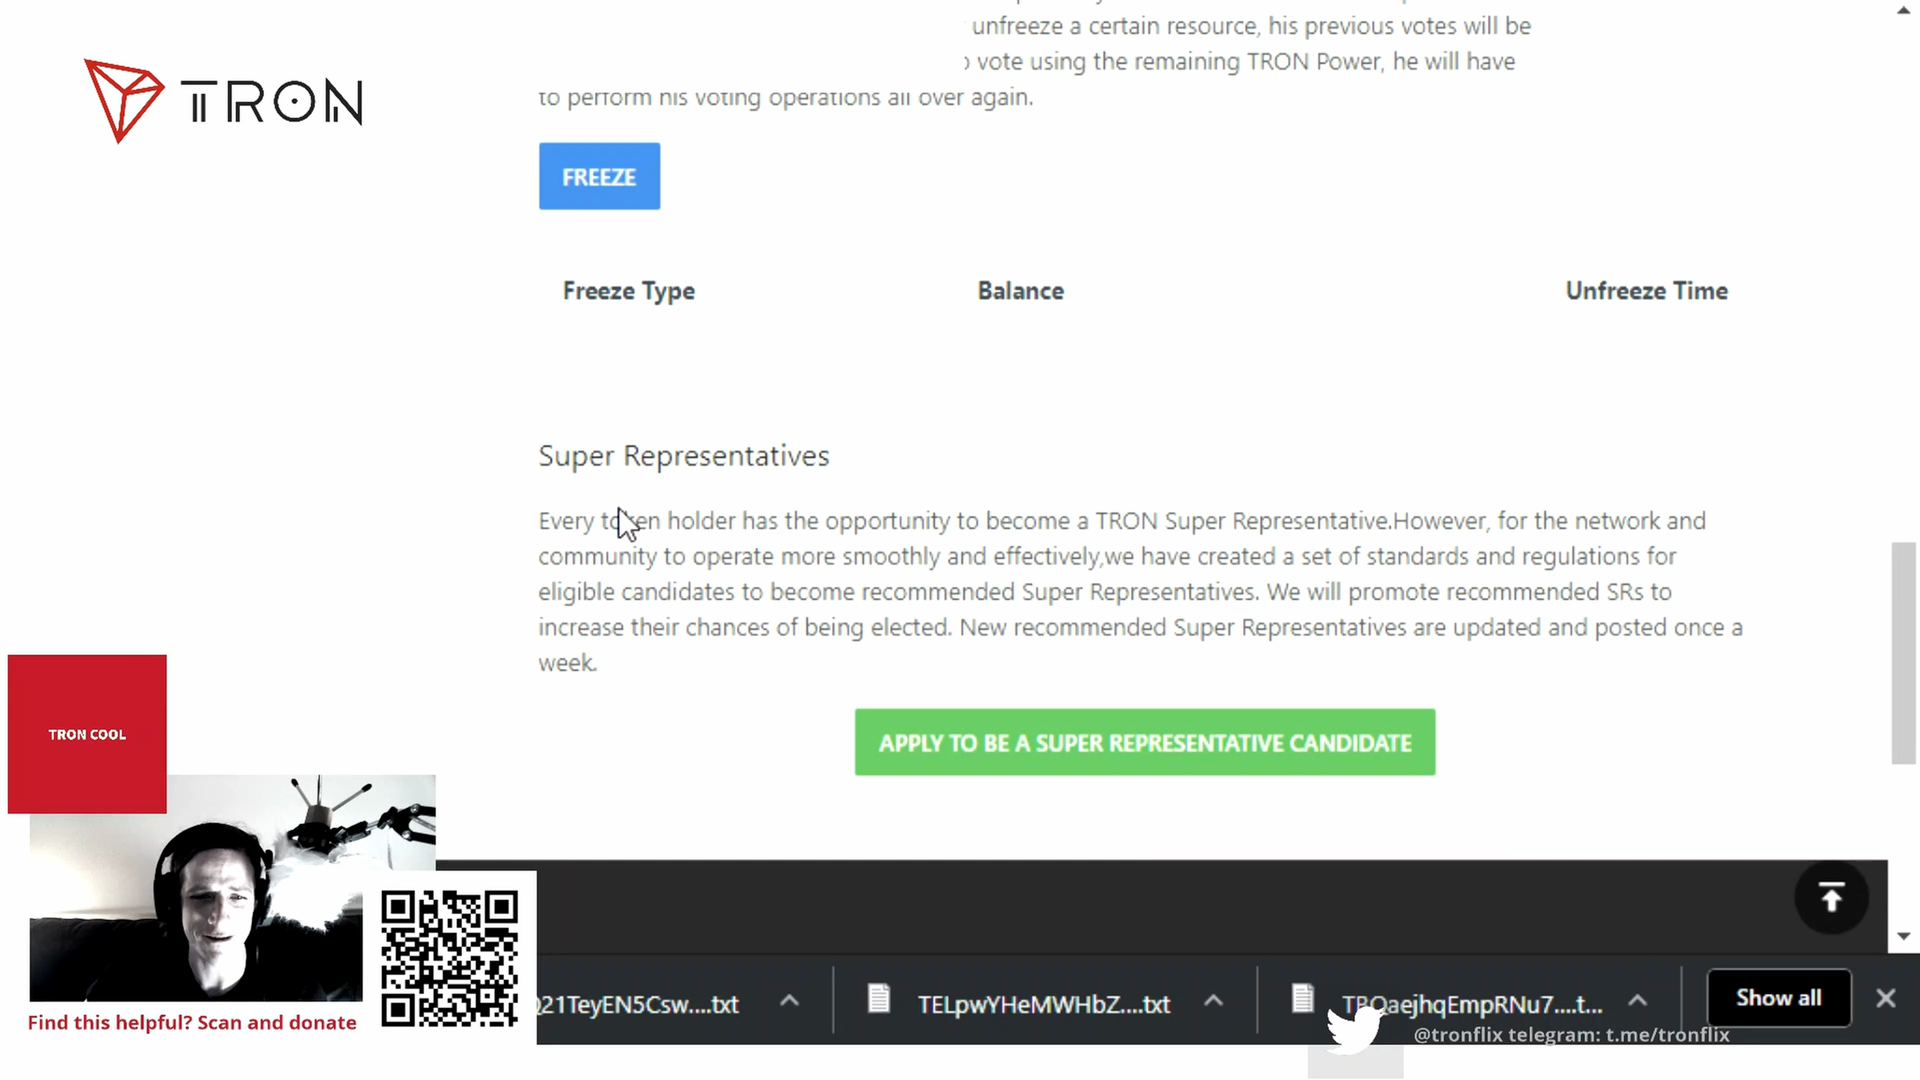 unfreeze a certain resource, his previous votes will be
vote using the remaining TRON Power, he will have
to perform his voting operations all over again.
TRON
FREEZE
Freeze Type Balance Unfreeze Time
Super Representatives
Every token holder has the opportunity to become a TRON Super Representative.However, for the network and
community to operate more smoothly and effectively,we have created a set of standards and regulations for
eligible candidates to become recommended Super Representatives. We will promote recommended SRs to
increase their chances of being elected. New recommended Super Representatives are updated and posted once a
week.
TRON COOL
APPLY TO BE A SUPER REPRESENTATIVE CANDIDATE
21TeyEN5Csw....txt TELpwYHeMWHbZ....txt TBQaejhqEmpRNu7....t... Show all
Find this helpful? Scan and donate
@tronflix telegram: t.me/tronflix